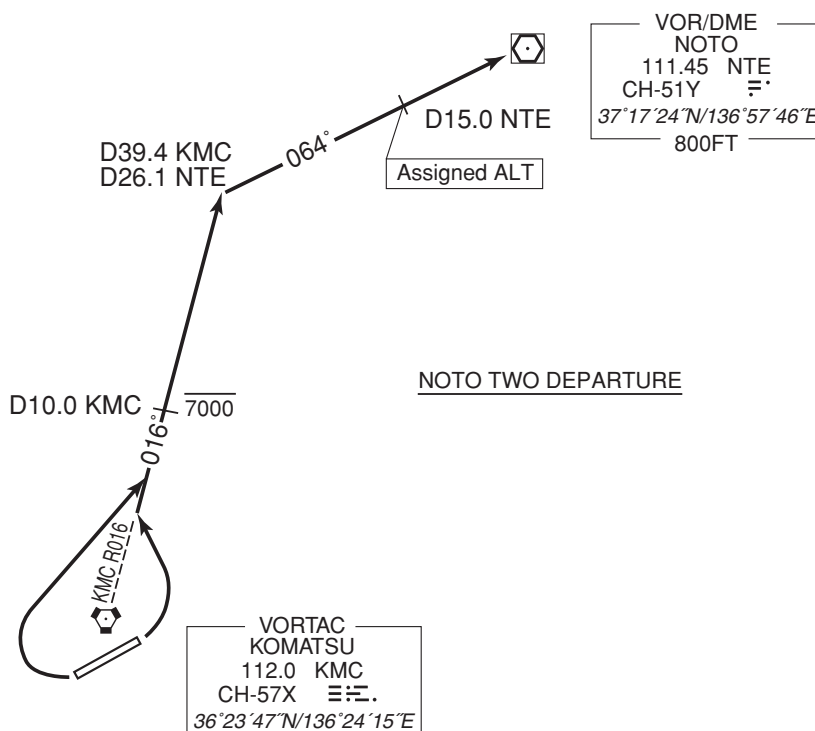 VOR/DME
NOTO
111.45 NTE
CH-51Y
37°17´24˝N/136°57´46˝E
800FT
D15.0 NTE
Assigned ALT
064°
D39.4 KMC
D26.1 NTE
NOTO TWO DEPARTURE
D10.0 KMC
7000
016°
KMC R016
VORTAC
KOMATSU
112.0 KMC
CH-57X
36°23´47˝N/136°24´15˝E